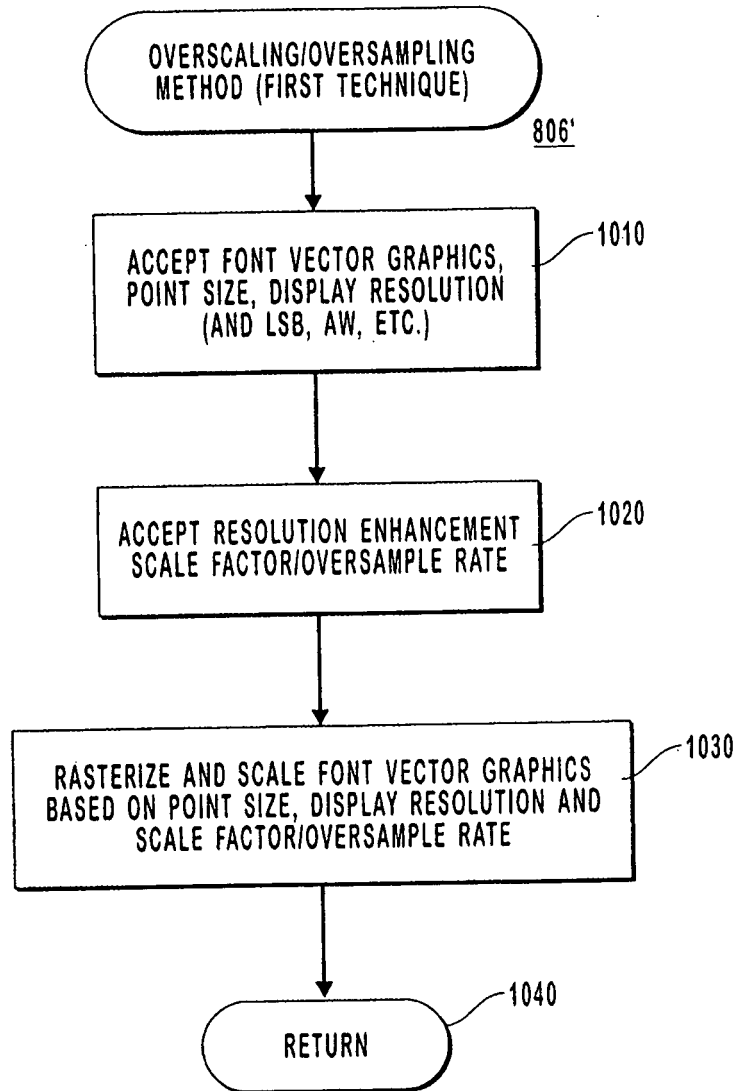 OVERSCALING/OVERSAMPLING
METHOD (FIRST TECHNIQUE)
806'
1010
ACCEPT FONT VECTOR GRAPHICS,
POINT SIZE, DISPLAY RESOLUTION
(AND LSB, AW, ETC.)
1020
ACCEPT RESOLUTION ENHANCEMENT
SCALE FACTOR/OVERSAMPLE RATE
1030
RASTERIZE AND SCALE FONT VECTOR GRAPHICS
BASED ON POINT SIZE, DISPLAY RESOLUTION AND
SCALE FACTOR/OVERSAMPLE RATE
1040
RETURN